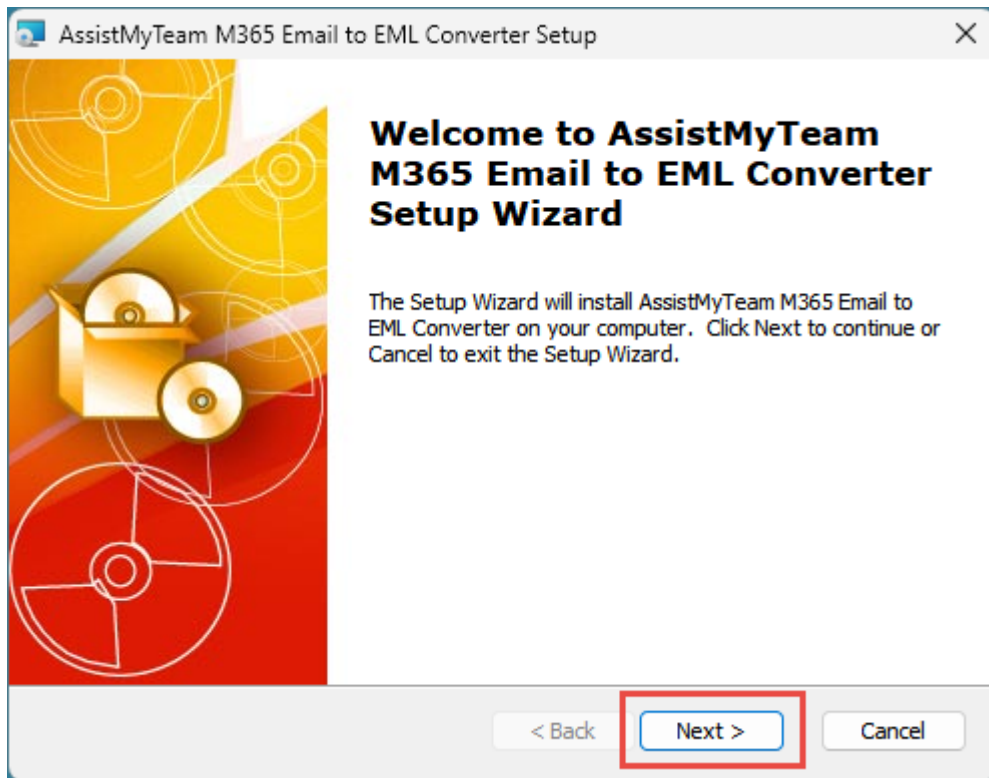 AssistMyTeam M365 Email to EML Converter Setup
Welcome to AssistMyTeam
M365 Email to EML Converter
Setup Wizard
The Setup Wizard will install AssistMyTeam M365 Email to
EML Converter on your computer.  Click Next to continue or
Cancel to exit the Setup Wizard.
< Back
Next >
Cancel